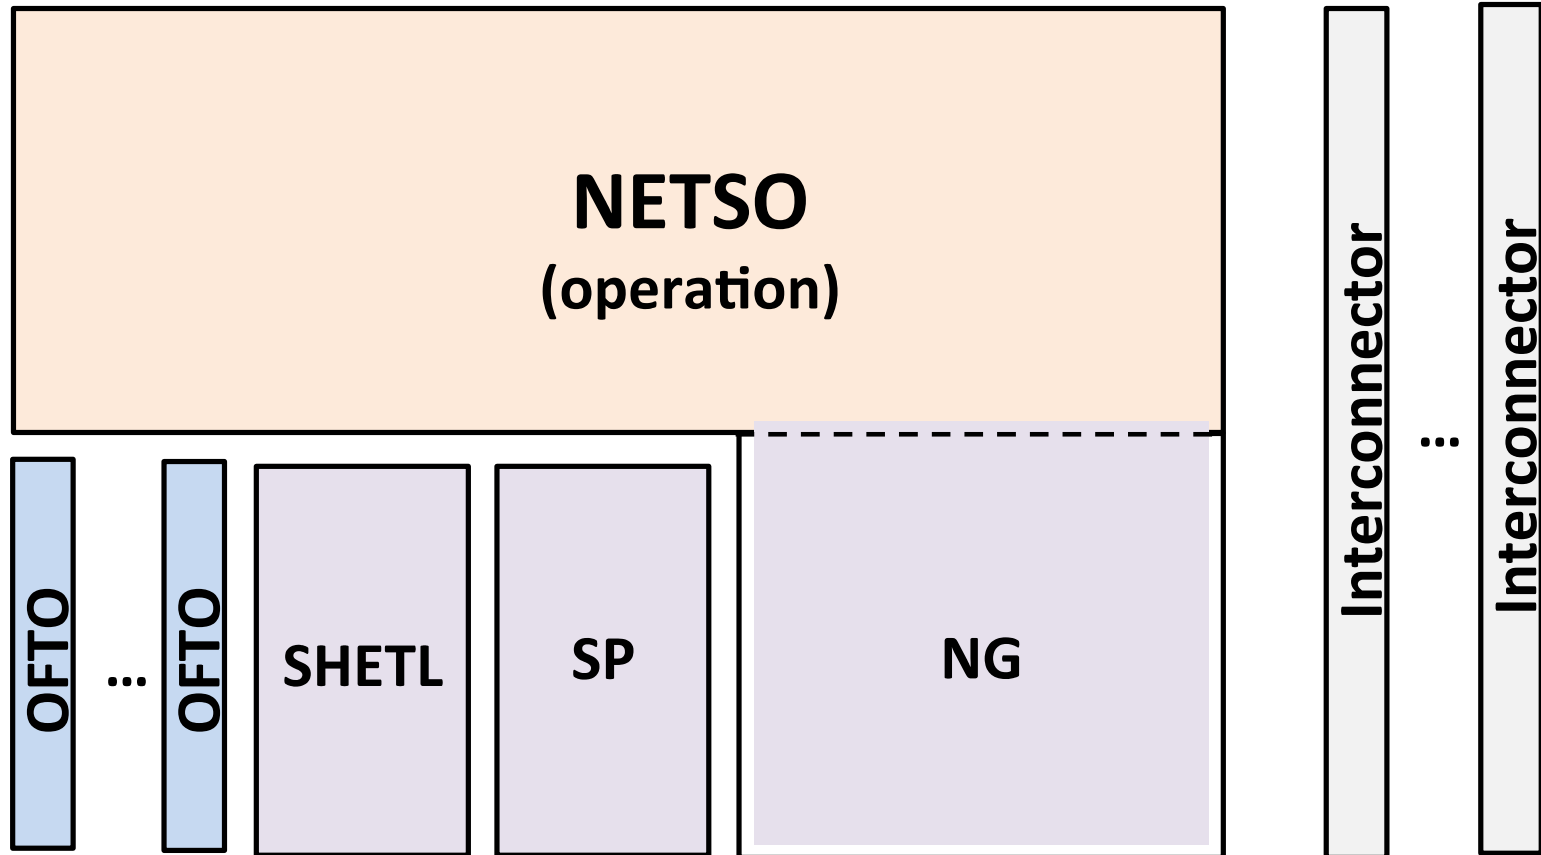 NETSO
(operation)
OFTO
...
OFTO
SHETL
SP
NG
Interconnector
...
Interconnector